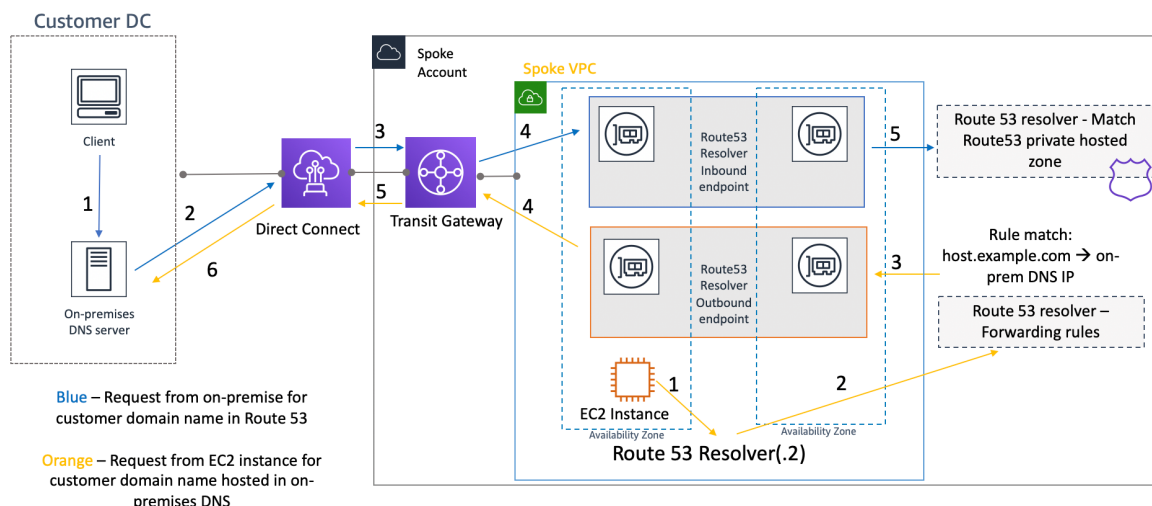 Customer DC
Client
1
On-premises
DNS server
2
6
Direct Connect
3
5
Transit Gateway
Spoke
Account
Spoke VPC
4
4
Route53
Resolver
Inbound
endpoint
5
Route 53 resolver - Match
Route53 private hosted
zone
Route53
Resolver
Outbound
endpoint
3
Rule match:
host.example.com → on-
prem DNS IP
Route 53 resolver –
Forwarding rules
EC2 Instance
1
2
Availability Zone
Availability Zone
Route 53 Resolver(.2)
Blue – Request from on-premise for
customer domain name in Route 53
Orange – Request from EC2 instance for
customer domain name hosted in on-
premises DNS